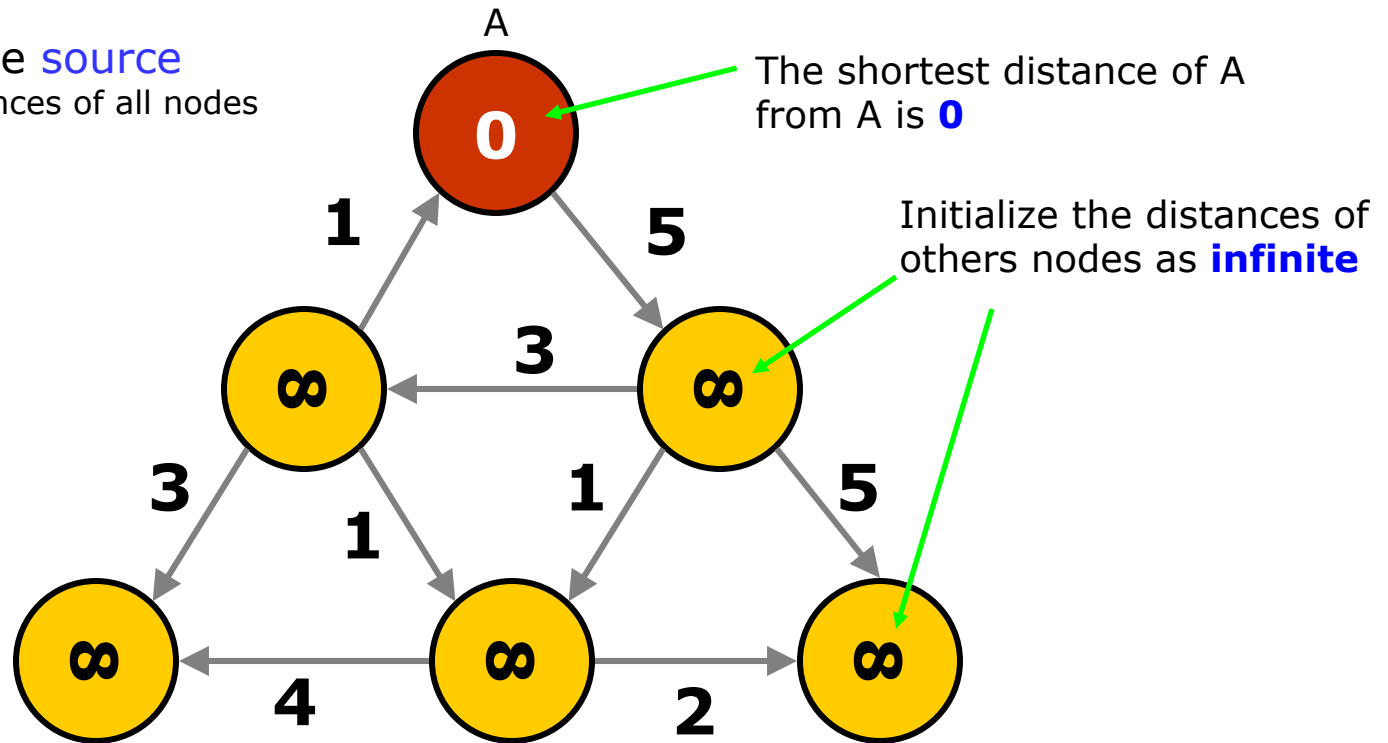 A
source
of all nodes
The shortest distance of A
from A is 0
0
1
5
Initialize the distances of
others nodes as infinite
3
∞
∞
3
1
1
5
∞
∞
∞
4
2